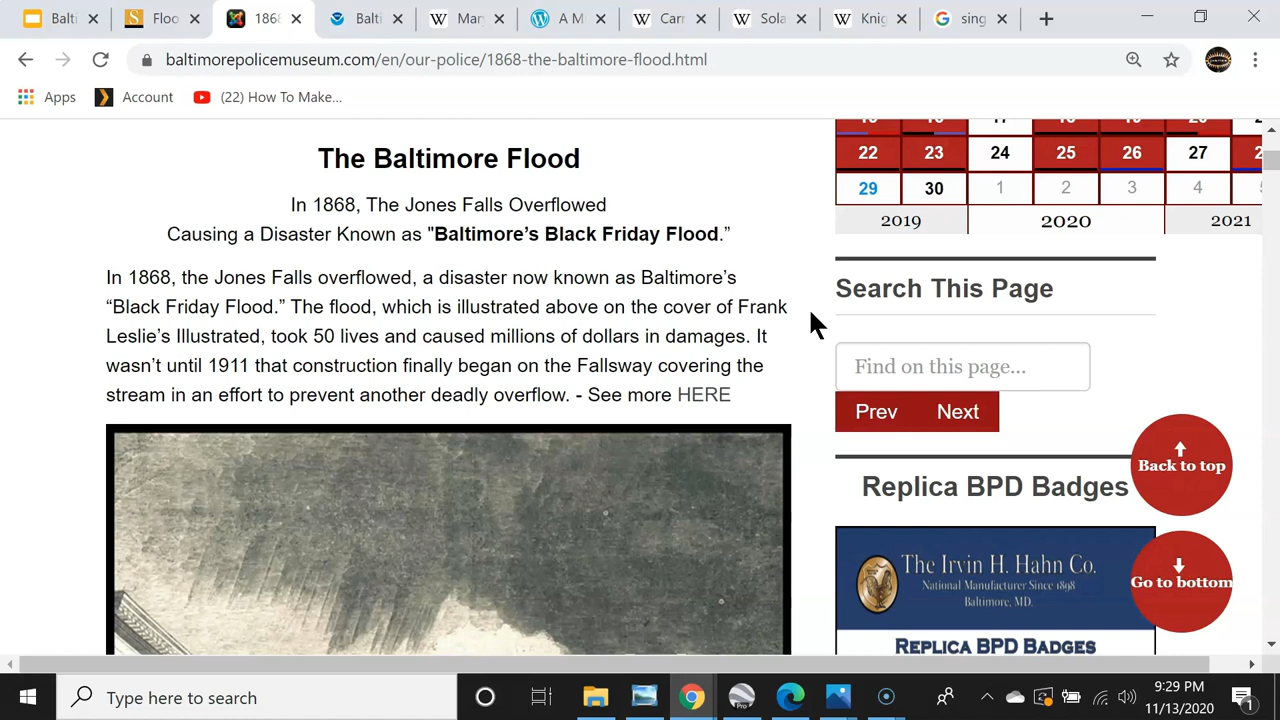 Balti
Floo
1868
Balti
Mar
A M
Carr
Sola
Knig
sing
baltimorepolicemuseum.com/en/our-police/1868-the-baltimore-flood.html
Apps Account (22) How To Make...
The Baltimore Flood
In 1868, The Jones Falls Overflowed
Causing a Disaster Known as "Baltimore’s Black Friday Flood.”
In 1868, the Jones Falls overflowed, a disaster now known as Baltimore’s
“Black Friday Flood.” The flood, which is illustrated above on the cover of Frank
Leslie’s Illustrated, took 50 lives and caused millions of dollars in damages. It
wasn’t until 1911 that construction finally began on the Fallsway covering the
stream in an effort to prevent another deadly overflow. - See more HERE
22 23 24 25 26 27
29 30 1 2 3 4
2019 2020 2021
Search This Page
Find on this page...
Prev Next
Back to top
Replica BPD Badges
The Irvin H. Hahn Co.
National Manufacturer Since 1898
Baltimore, MD.
Go to bottom
REPLICA BPD BADGES
Type here to search
Pro
9:29 PM
11/13/2020
1